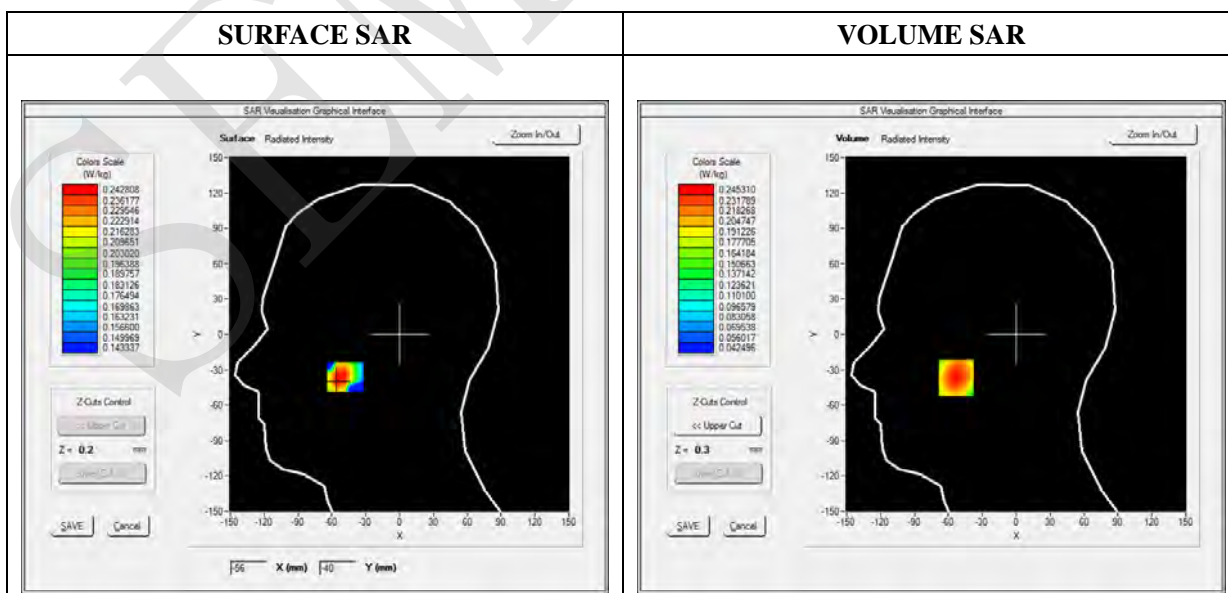 SURFACE SAR
SAR Visualisation Graphical Interface
Surface Radiated Intensity
Zoom In/Out
Colors Scale
(W/kg)
0.242808
0.236177
0.229546
0.222914
0.216283
0.209651
0.203020
0.196388
0.189757
0.183126
0.176494
0.169863
0.163231
0.156600
0.149969
0.143337
Z-Cuts Control
<< Upper Cut
Z = 0.2 mm
SAVE
Cancel
150
120
90
60
30
0
-30
-60
-90
-120
-150
Y
-150 -120 -90 -60 -30 0 30 60 90 120 150
X
-56 X (mm) -40 Y (mm)
VOLUME SAR
SAR Visualisation Graphical Interface
Volume Radiated Intensity
Zoom In/Out
Colors Scale
(W/kg)
0.245310
0.231789
0.218268
0.204747
0.191226
0.177705
0.164184
0.150663
0.137142
0.123621
0.110100
0.096579
0.083058
0.069538
0.056017
0.042496
Z-Cuts Control
<< Upper Cut
Z = 0.3 mm
SAVE
Cancel
150
120
90
60
30
0
-30
-60
-90
-120
-150
Y
-150 -120 -90 -60 -30 0 30 60 90 120 150
X